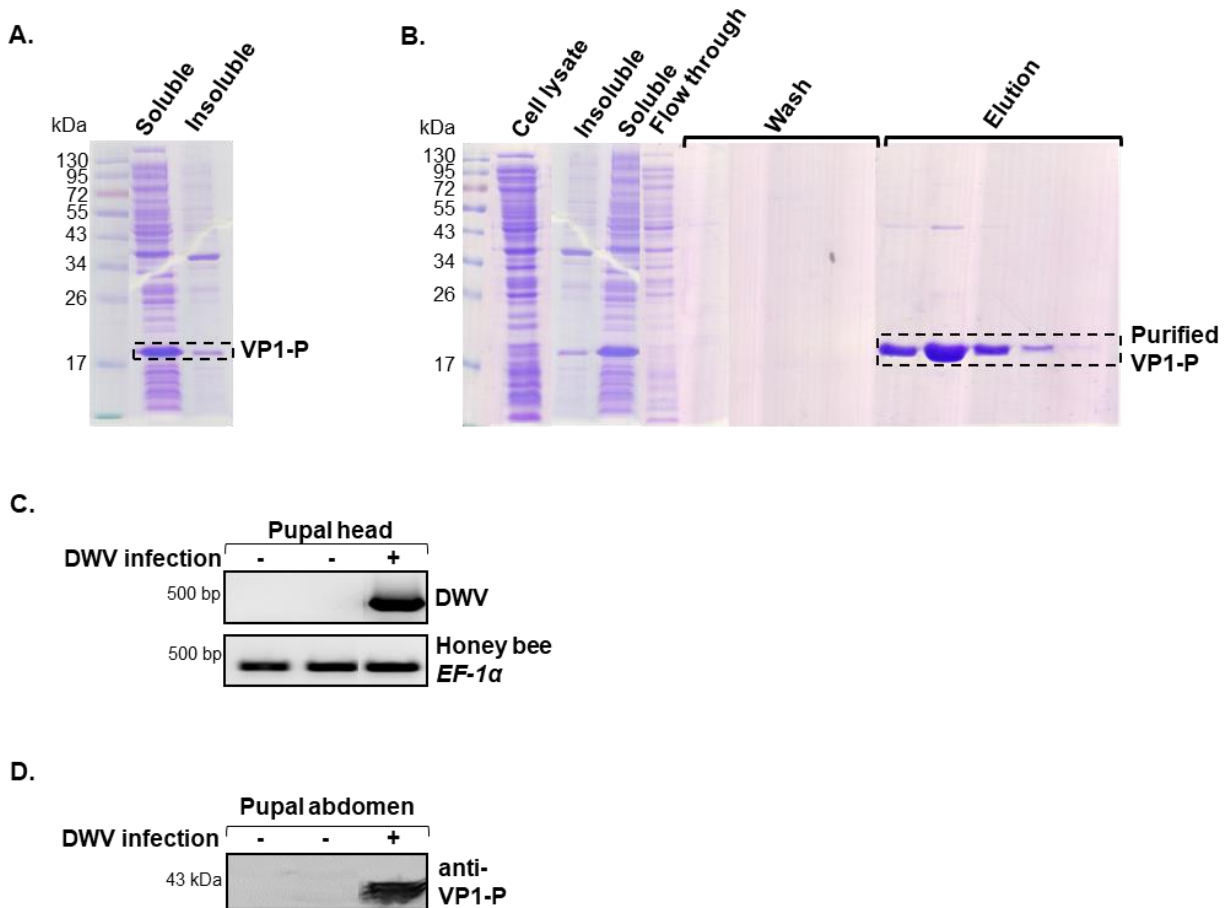 A.
Soluble
Insoluble
kDa
130
95
72
55
43
34
26
17
VP1-P
B.
Cell lysate
Insoluble
Soluble
Flow through
Wash
Elution
kDa
130
95
72
55
43
34
26
17
Purified
VP1-P
C.
Pupal head
DWV infection - - +
500 bp
DWV
500 bp
Honey bee
EF-1α
D.
Pupal abdomen
DWV infection - - +
43 kDa
anti-
VP1-P